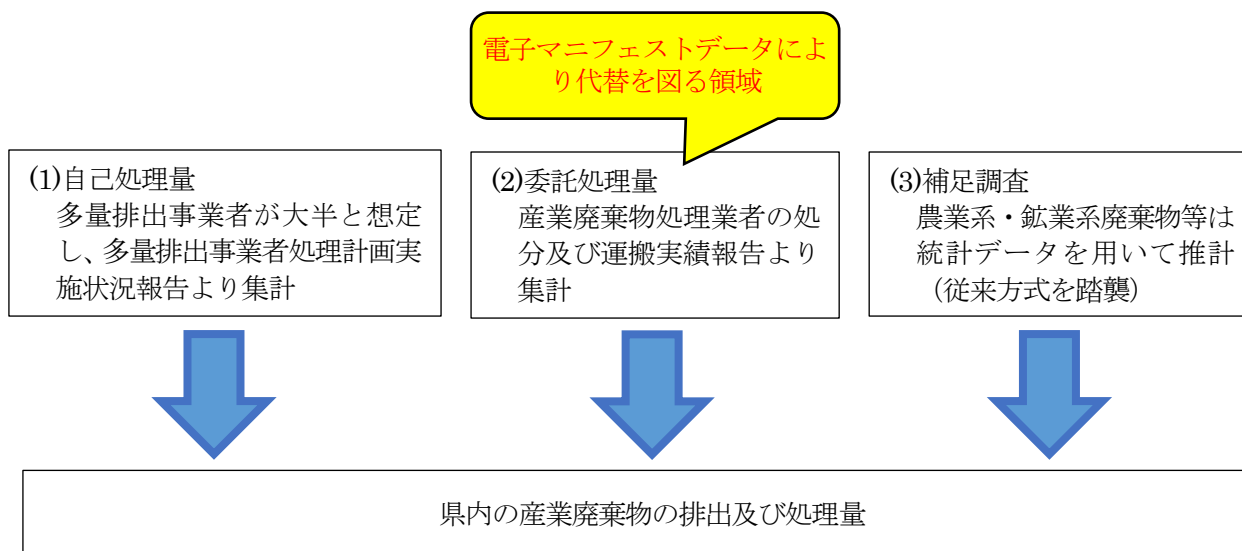 電子マニフェストデータによ
り代替を図る領域
(1)自己処理量
多量排出事業者が大半と想定
し、多量排出事業者処理計画実
施状況報告より集計
(2)委託処理量
産業廃棄物処理業者の処
分及び運搬実績報告より
集計
(3)補足調査
農業系・鉱業系廃棄物等は
統計データを用いて推計
（従来方式を踏襲）
県内の産業廃棄物の排出及び処理量